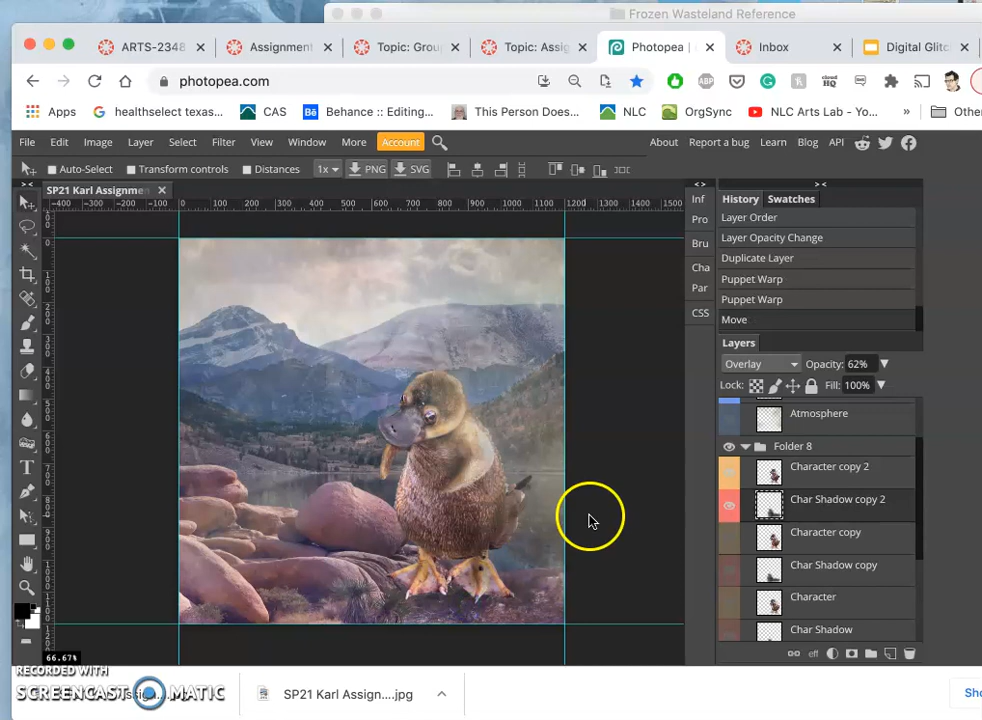 Frozen Wasteland Reference
ARTS-2348
Assignment
Topic: Grou
Topic: Assig
Photopea |
Inbox
Digital Glitc
photopea.com
Apps
healthselect texas...
CAS
Behance :: Editing...
This Person Does...
NLC
OrgSync
NLC Arts Lab - Yo...
»
Othe
File Edit Image Layer Select Filter View Window More Account
About Report a bug Learn Blog API
Auto-Select
Transform controls
Distances
1x
PNG
SVG
SP21 Karl Assignme
Inf
Pro
Bru
Cha
Par
CSS
History Swatches
Layer Order
Layer Opacity Change
Duplicate Layer
Puppet Warp
Puppet Warp
Move
Layers
Overlay Opacity: 62%
Lock: Fill: 100%
Atmosphere
Folder 8
Character copy 2
Char Shadow copy 2
Character copy
Char Shadow copy
Character
Char Shadow
eff
66.67%
RECORDED WITH
SCREENCAST MATIC
SP21 Karl Assign....jpg